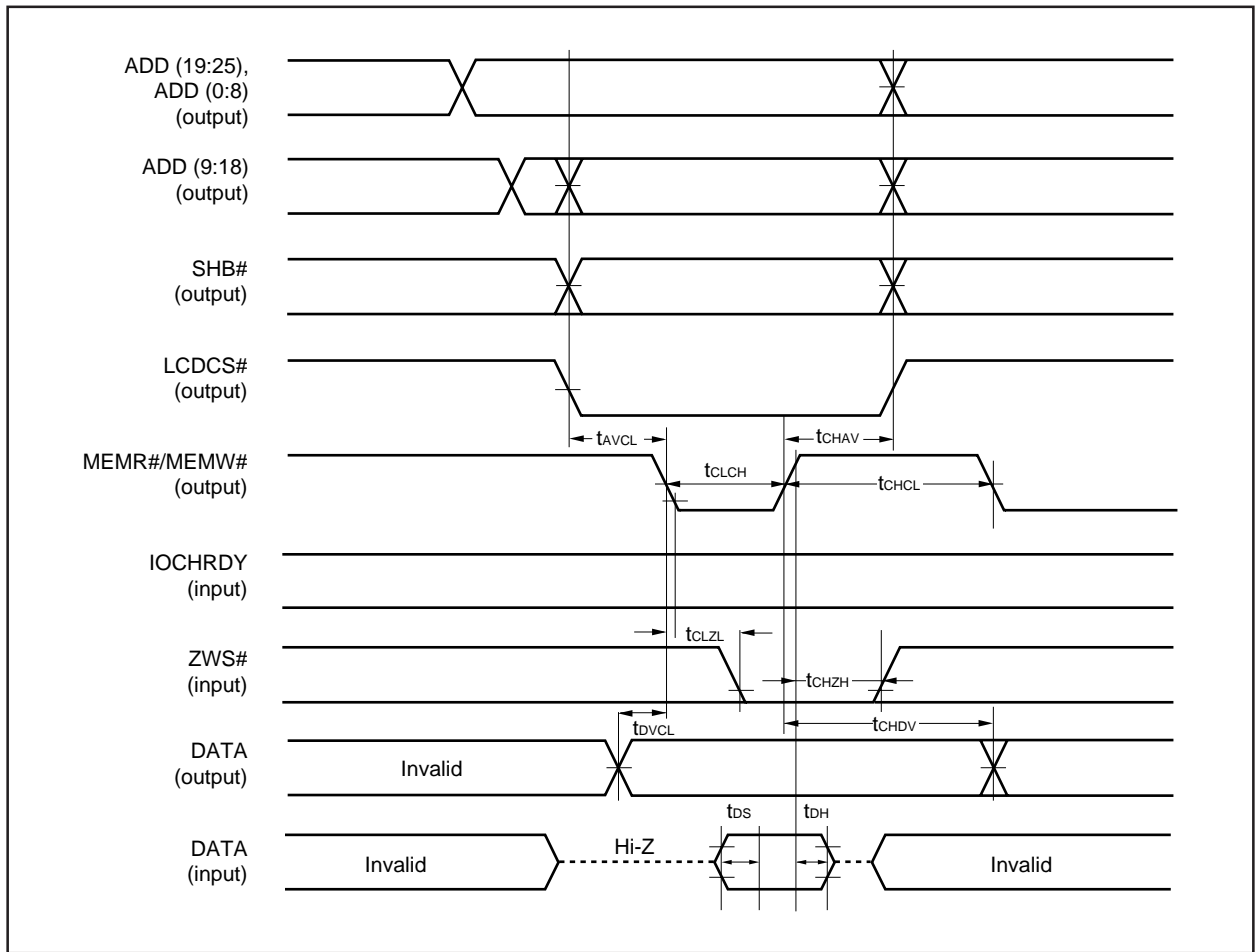 ADD (19:25),
ADD (0:8)
(output)
ADD (9:18)
(output)
SHB#
(output)
LCDCS#
(output)
tAVCL
tCHAV
MEMR#/MEMW#
(output)
tCLCH
tCHCL
IOCHRDY
(input)
tCLZL
ZWS#
(input)
tCHZH
tDVCL
tCHDV
DATA
(output)
Invalid
tDS
tDH
DATA
(input)
Invalid
Hi-Z
Invalid